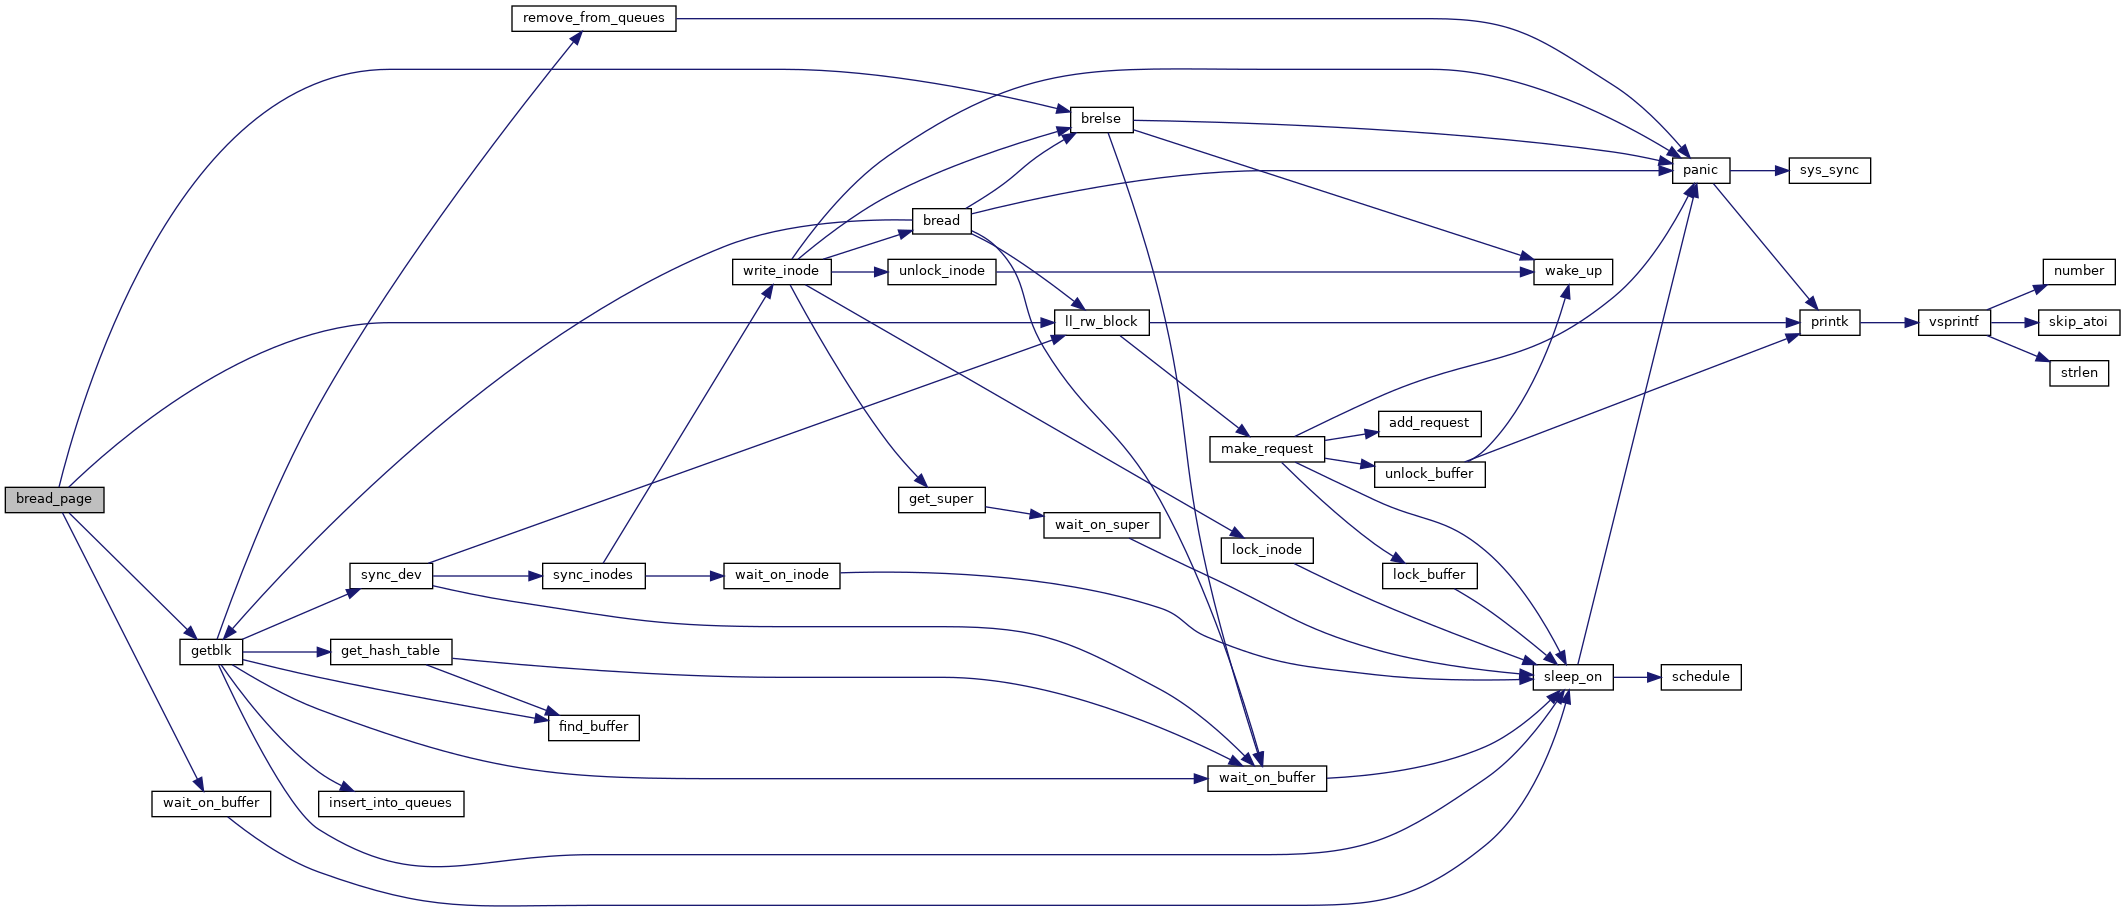 remove_from_queues
brelse
panic
sys_sync
bread
write_inode
unlock_inode
wake_up
number
ll_rw_block
printk
vsprintf
skip_atoi
strlen
add_request
make_request
unlock_buffer
bread_page
get_super
wait_on_super
lock_inode
sync_dev
sync_inodes
wait_on_inode
lock_buffer
getblk
get_hash_table
sleep_on
schedule
find_buffer
wait_on_buffer
wait_on_buffer
insert_into_queues